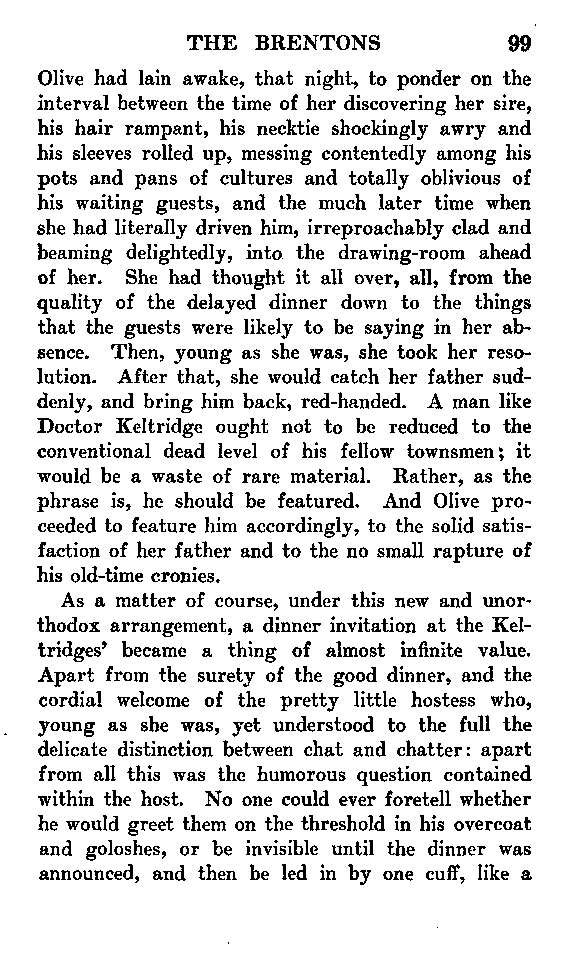 THE BRENTONS 99
Olive had lain awake, that night, to ponder on the
interval between the time of her discovering her sire,
his hair rampant, his necktie shockingly awry and
his sleeves rolled up, messing contentedly among his
pots and pans of cultures and totally oblivious of
his waiting guests, and the much later time when
she had literally driven him, irreproachably clad and
beaming delightedly, into the drawing-room ahead
of her. She had thought it all over, all, from the
quality of the delayed dinner down to the things
that the guests were likely to be saying in her ab-
sence. Then, young as she was, she took her reso-
lution. After that, she would catch her father sud-
denly, and bring him back, red-handed. A man like
Doctor Keltridge ought not to be reduced to the
conventional dead level of his fellow townsmen; it
would be a waste of rare material. Rather, as the
phrase is, he should be featured. And Olive pro-
ceeded to feature him accordingly, to the solid satis-
faction of her father and to the no small rapture of
his old-time cronies.
As a matter of course, under this new and unor-
thodox arrangement, a dinner invitation at the Kel-
tridges' became a thing of almost infinite value.
Apart from the surety of the good dinner, and the
cordial welcome of the pretty little hostess who,
young as she was, yet understood to the full the
delicate distinction between chat and chatter: apart
from all this was the humorous question contained
within the host. No one could ever foretell whether
he would greet them on the threshold in his overcoat
and goloshes, or be invisible until the dinner was
announced, and then be led in by one cuff, like a